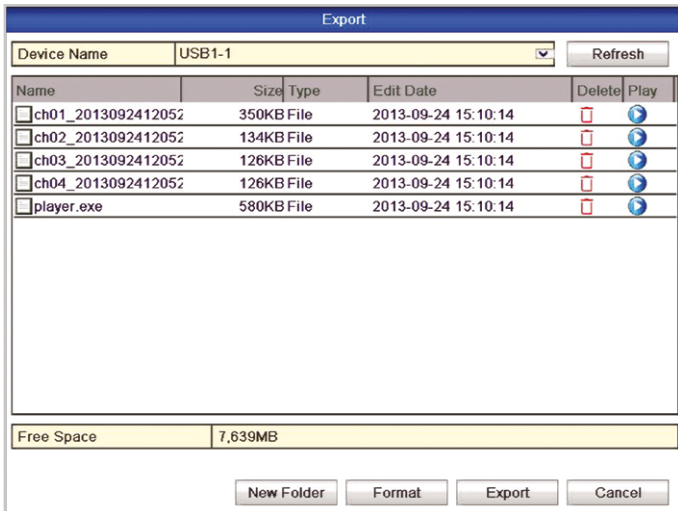 Export
Device Name USB1-1 Refresh
Name Size Type Edit Date Delete Play
ch01_2013092412052 350KB File 2013-09-24 15:10:14
ch02_2013092412052 134KB File 2013-09-24 15:10:14
ch03_2013092412052 126KB File 2013-09-24 15:10:14
ch04_2013092412052 126KB File 2013-09-24 15:10:14
player.exe 580KB File 2013-09-24 15:10:14
Free Space 7,639MB
New Folder Format Export Cancel